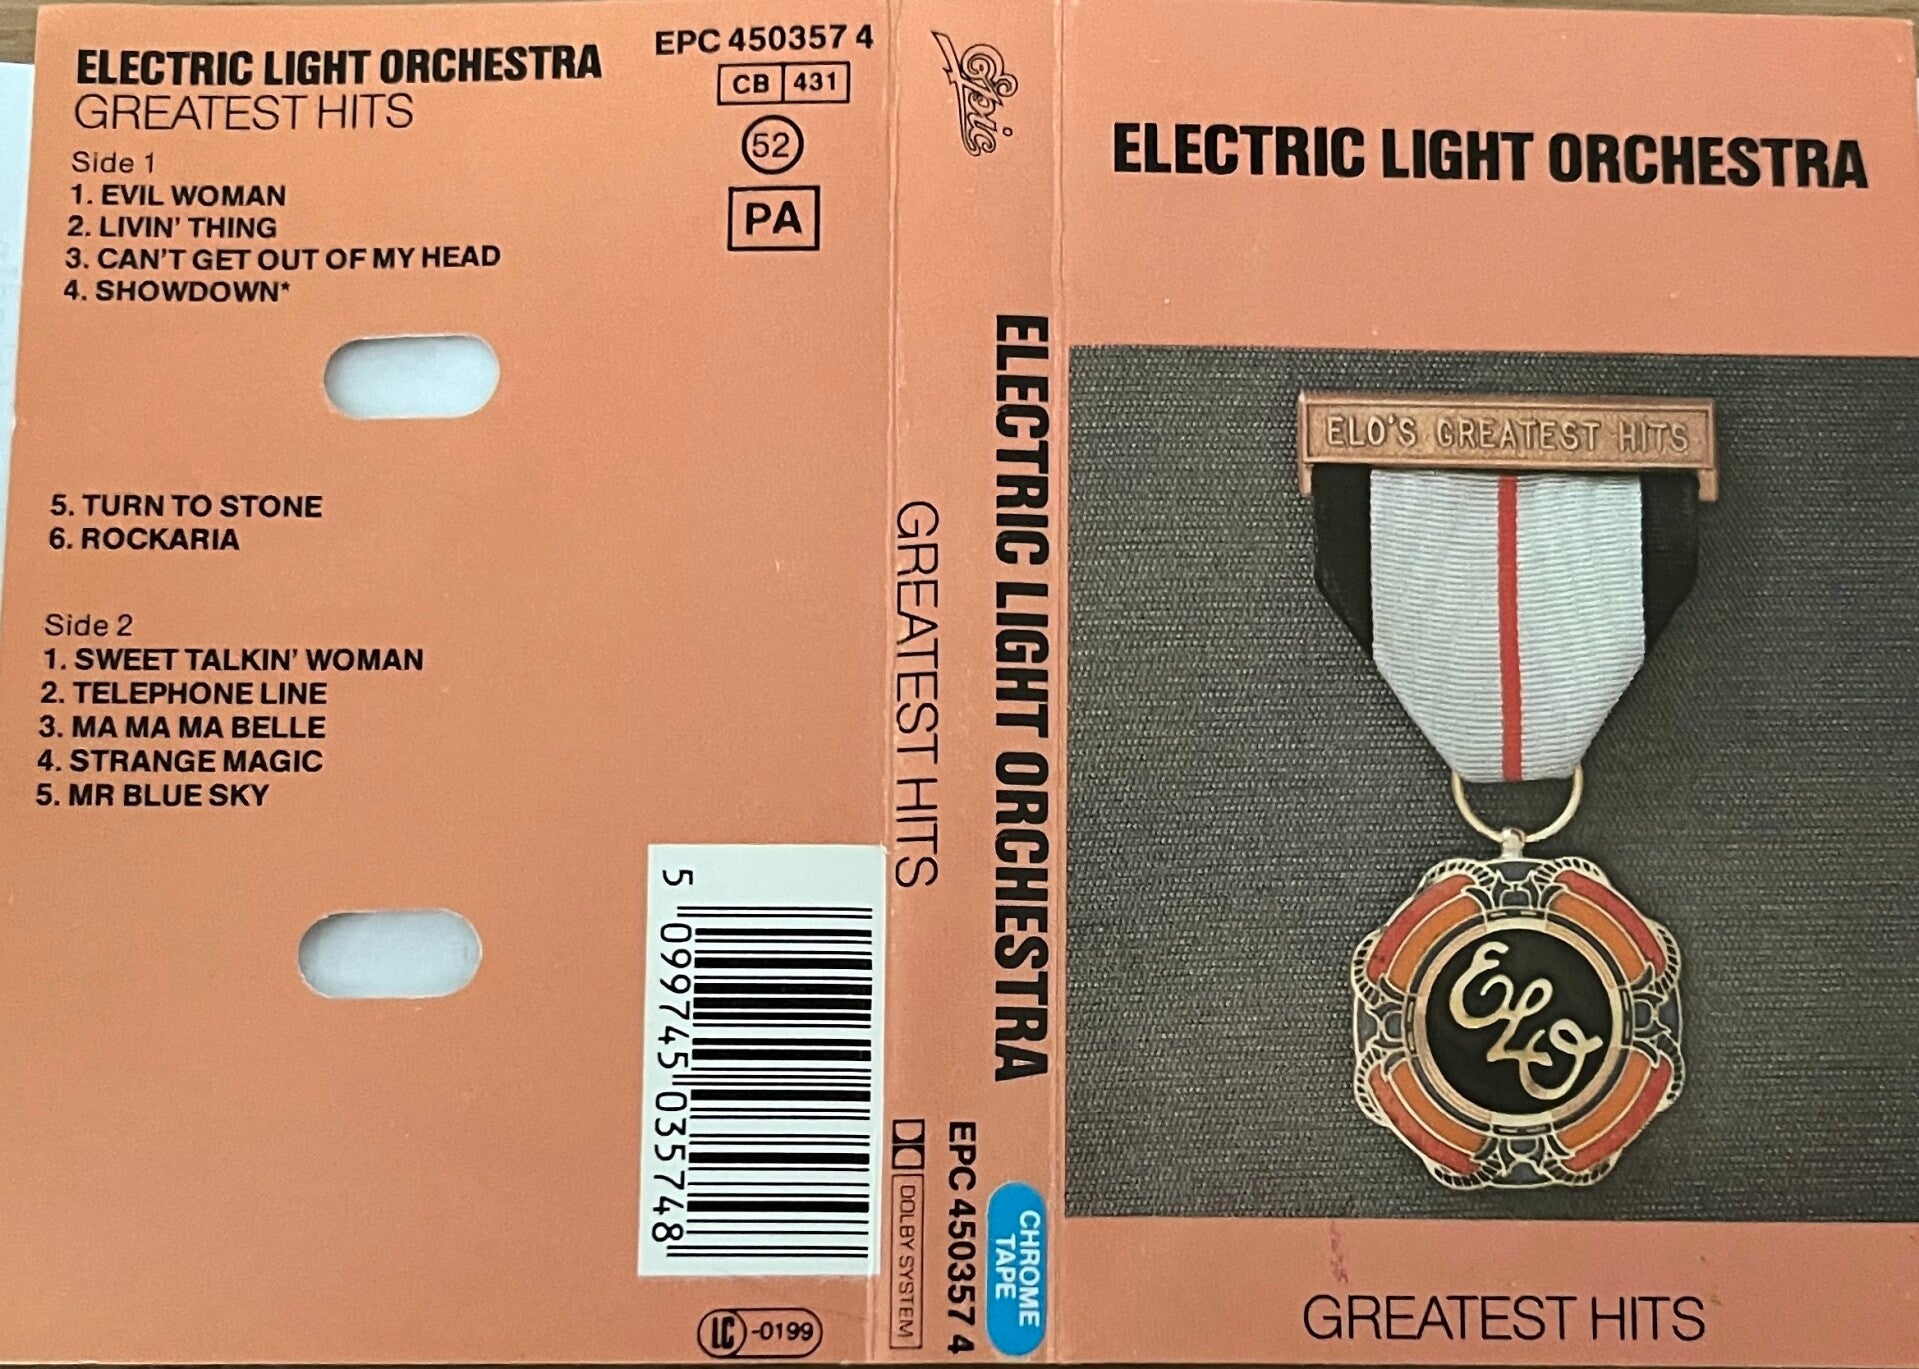 ELECTRIC LIGHT ORCHESTRA
GREATEST HITS
Side 1
1. EVIL WOMAN
2. LIVIN' THING
3. CAN'T GET OUT OF MY HEAD
4. SHOWDOWN*
5. TURN TO STONE
6. ROCKARIA
Side 2
1. SWEET TALKIN' WOMAN
2. TELEPHONE LINE
3. MA MA MA BELLE
4. STRANGE MAGIC
5. MR BLUE SKY
EPC 450357 4
CB 431
52
PA
5 099745 035748
LC -0199
Epic
ELECTRIC LIGHT ORCHESTRA
GREATEST HITS
EPC 450357 4
DOLBY SYSTEM
CHROME
TAPE
ELECTRIC LIGHT ORCHESTRA
ELO'S GREATEST HITS
ELO
GREATEST HITS